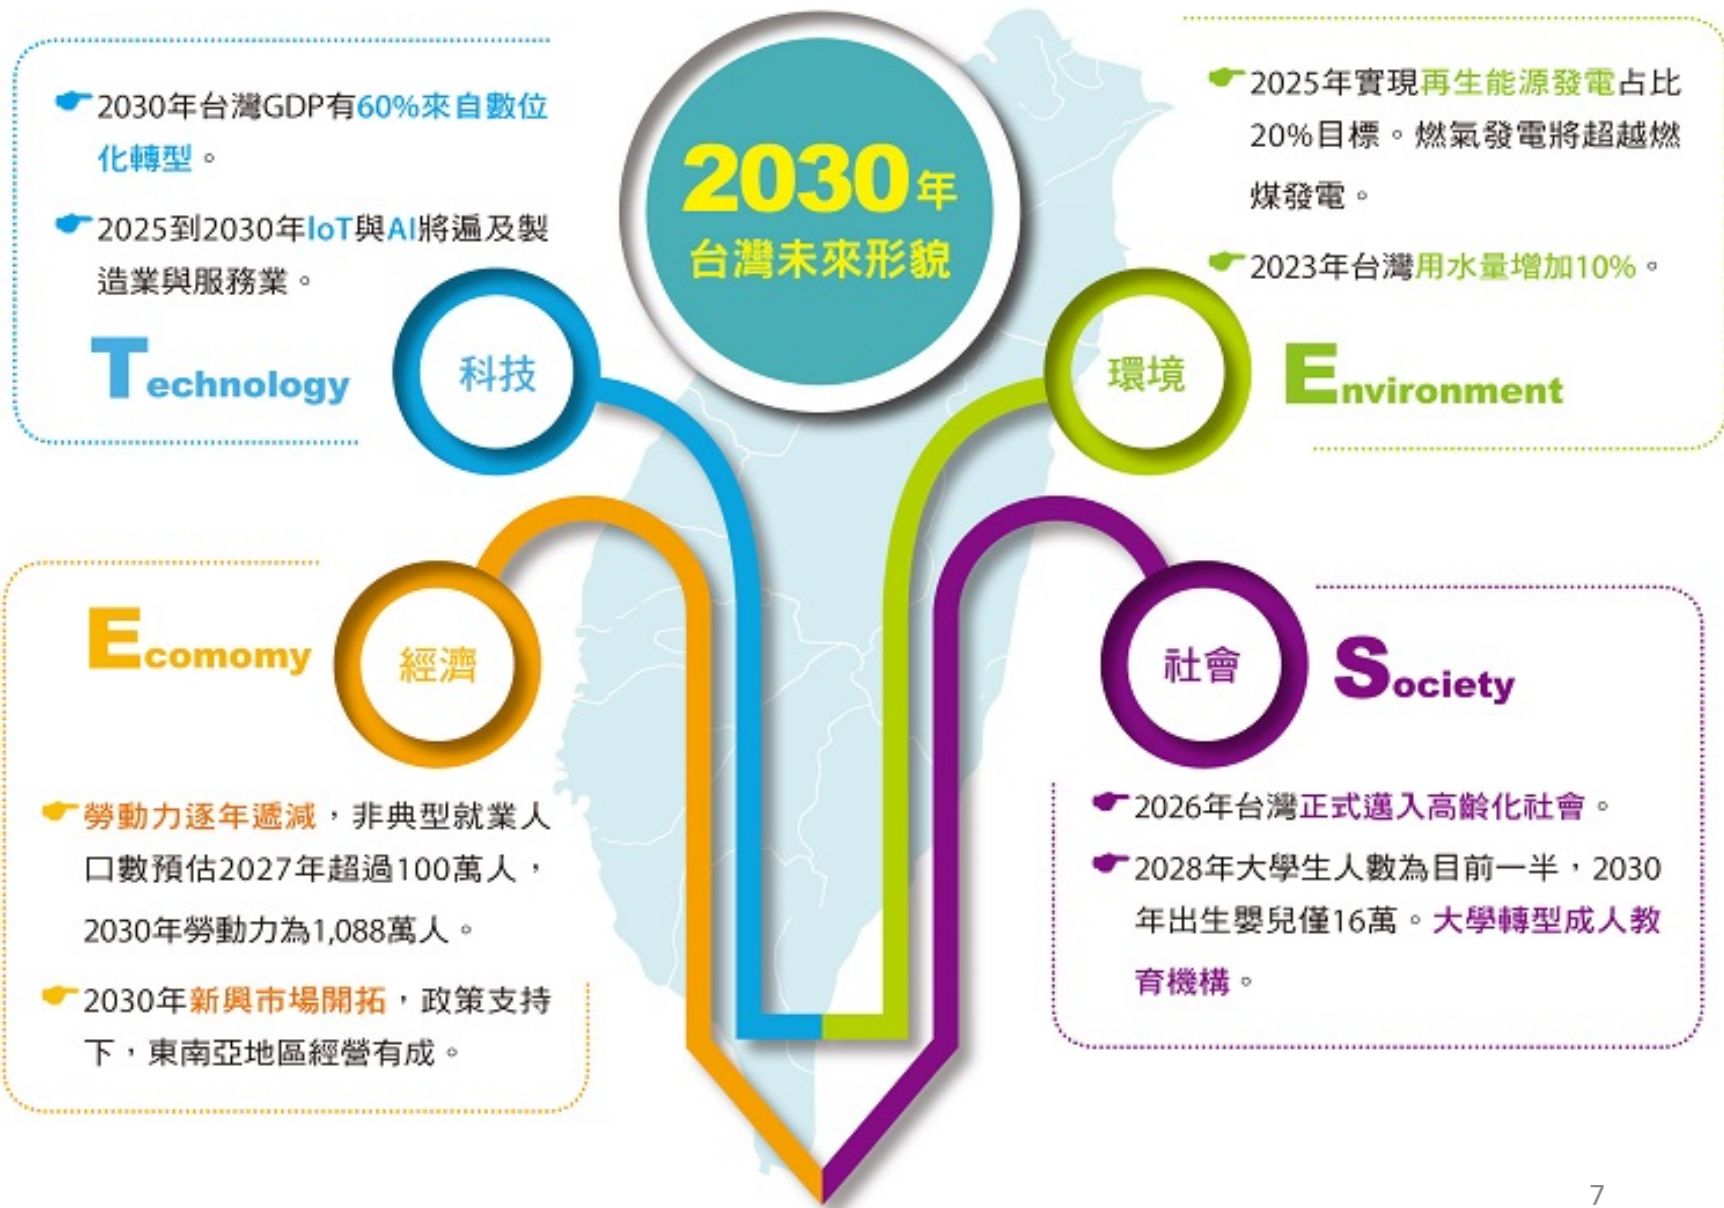 2030年
台灣未來形貌
2030年台灣GDP有60%來自數位
化轉型。
2025到2030年IoT與AI將遍及製
造業與服務業。
Technology
科技
2025年實現再生能源發電占比
20%目標。燃氣發電將超越燃
煤發電。
2023年台灣用水量增加10%。
環境
Environment
Ecomomy
經濟
勞動力逐年遞減，非典型就業人
口數預估2027年超過100萬人，
2030年勞動力為1,088萬人。
2030年新興市場開拓，政策支持
下，東南亞地區經營有成。
社會
Society
2026年台灣正式邁入高齡化社會。
2028年大學生人數為目前一半，2030
年出生嬰兒僅16萬。大學轉型成人教
育機構。
7